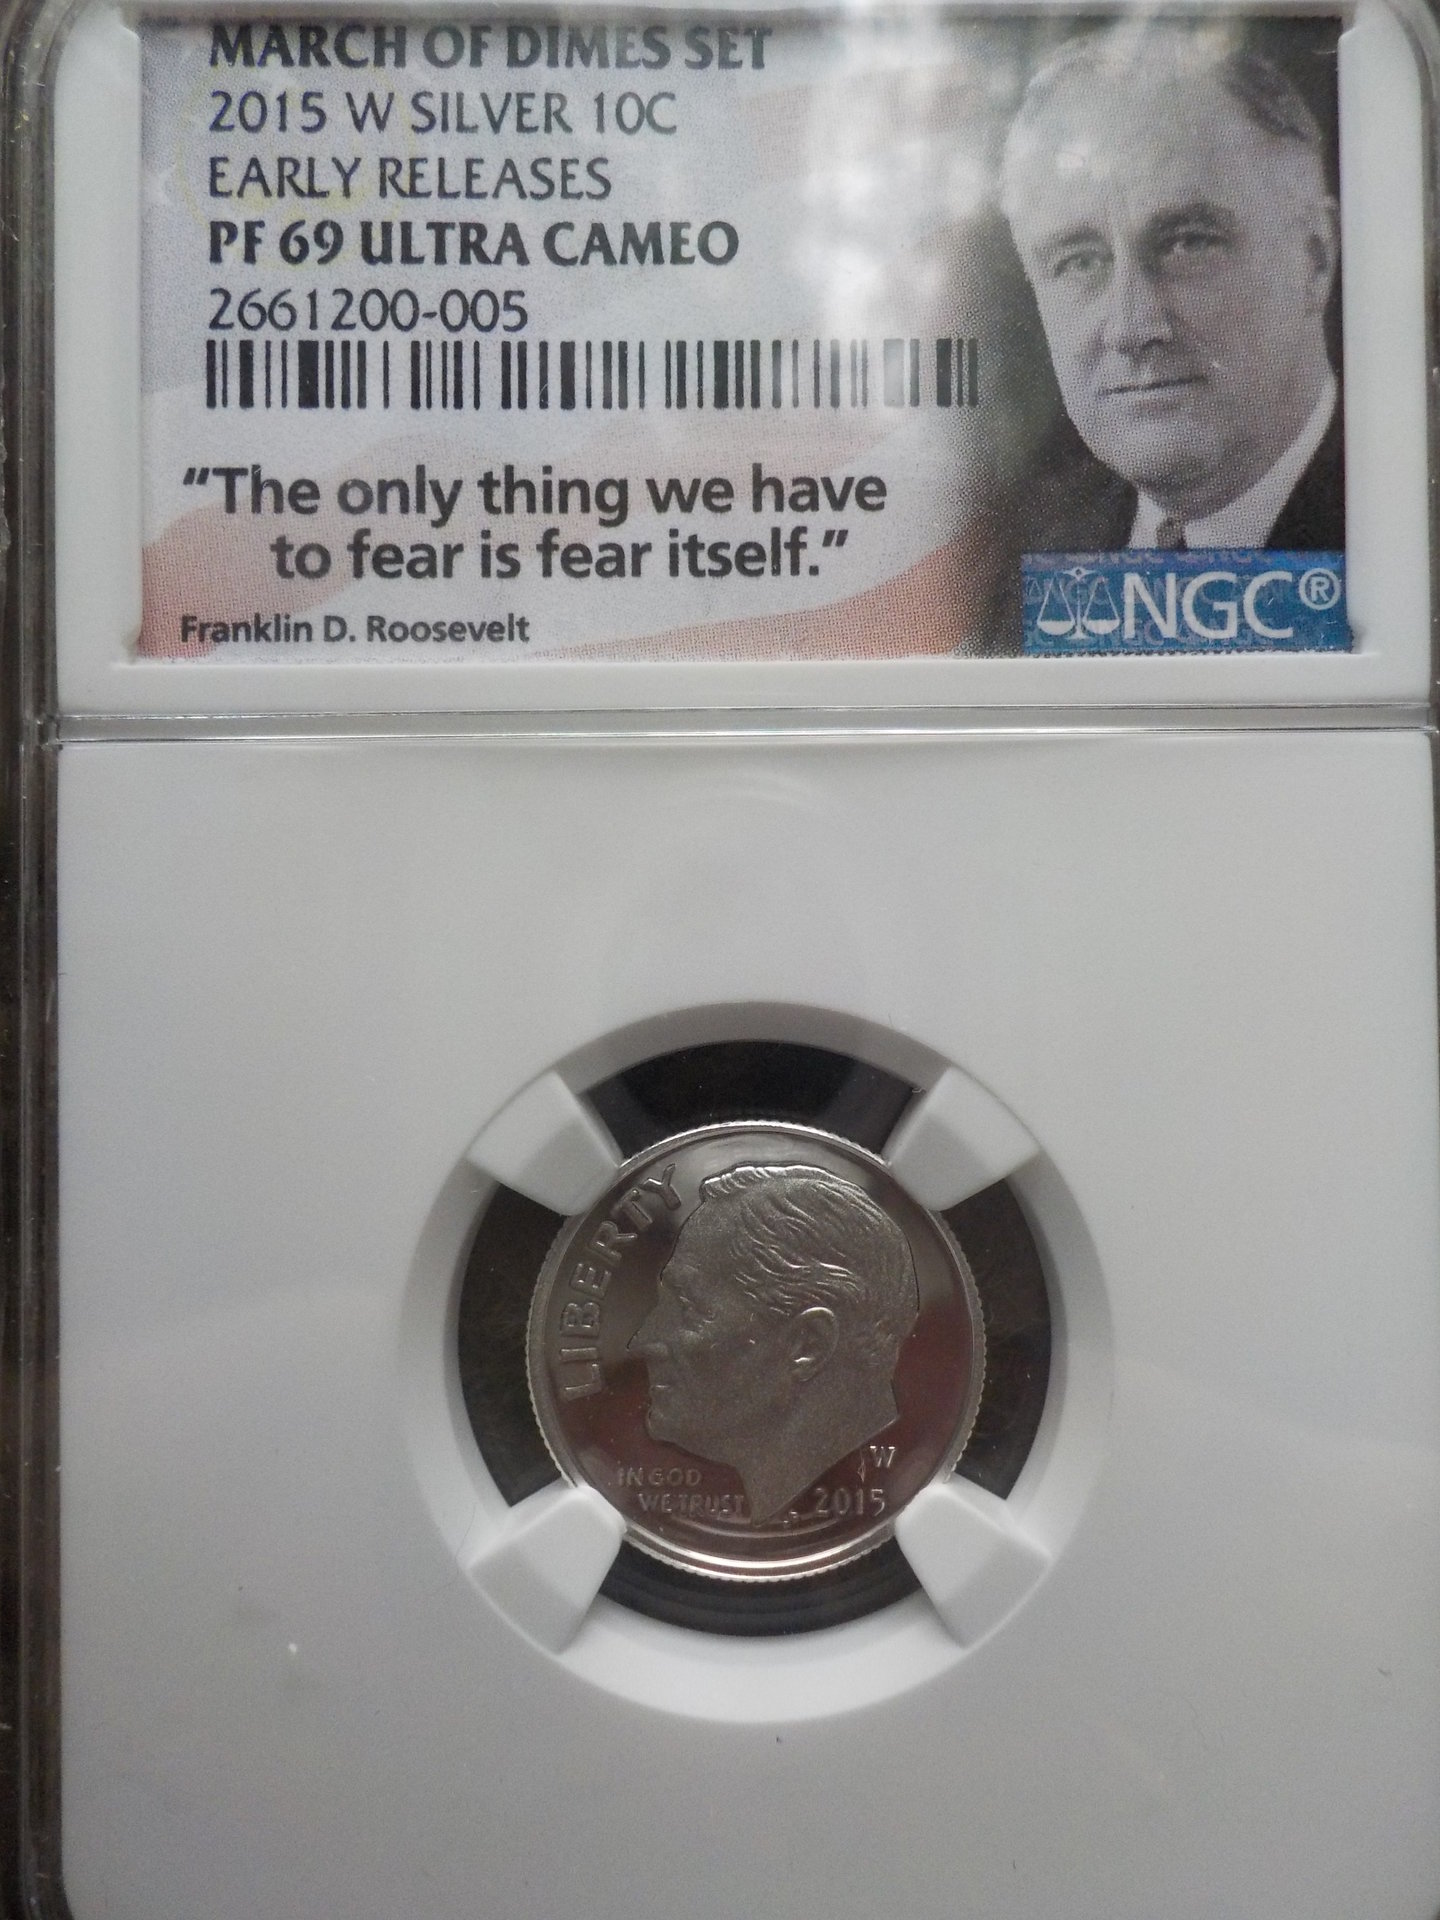 MARCH OF DIMES SET
2015 W SILVER 10C
EARLY RELEASES
PF 69 ULTRA CAMEO
2661200-005
“The only thing we have
to fear is fear itself.”
Franklin D. Roosevelt
NGC®
LIBERTY
W
IN GOD
WE TRUST
2015